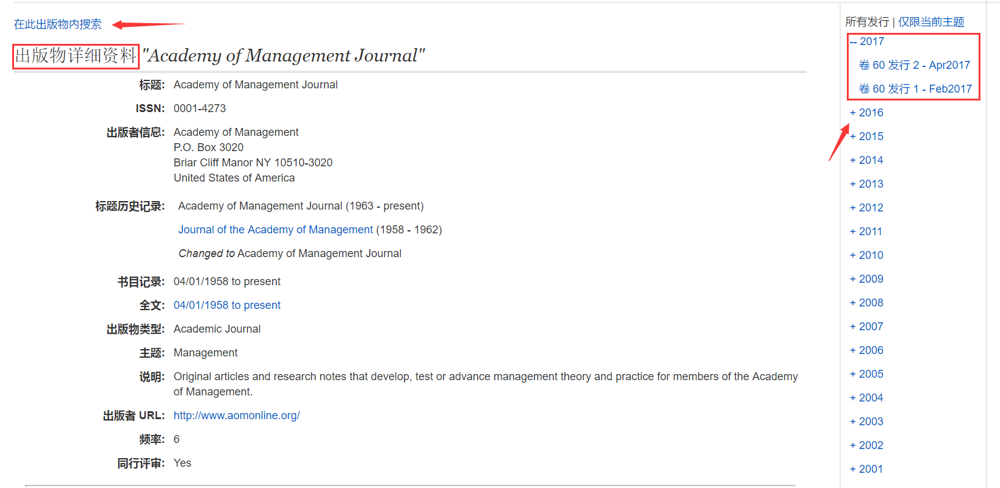 在此出版物内搜索
出版物详细资料 "Academy of Management Journal"
标题: Academy of Management Journal
ISSN: 0001-4273
出版者信息: Academy of Management
P.O. Box 3020
Briar Cliff Manor NY 10510-3020
United States of America
标题历史记录: Academy of Management Journal (1963 - present)
Journal of the Academy of Management (1958 - 1962)
Changed to Academy of Management Journal
书目记录: 04/01/1958 to present
全文: 04/01/1958 to present
出版物类型: Academic Journal
主题: Management
说明: Original articles and research notes that develop, test or advance management theory and practice for members of the Academy
of Management.
出版者 URL: http://www.aomonline.org/
频率: 6
同行评审: Yes
所有发行 | 仅限当前主题
-- 2017
卷 60 发行 2 - Apr2017
卷 60 发行 1 - Feb2017
+ 2016
+ 2015
+ 2014
+ 2013
+ 2012
+ 2011
+ 2010
+ 2009
+ 2008
+ 2007
+ 2006
+ 2005
+ 2004
+ 2003
+ 2002
+ 2001